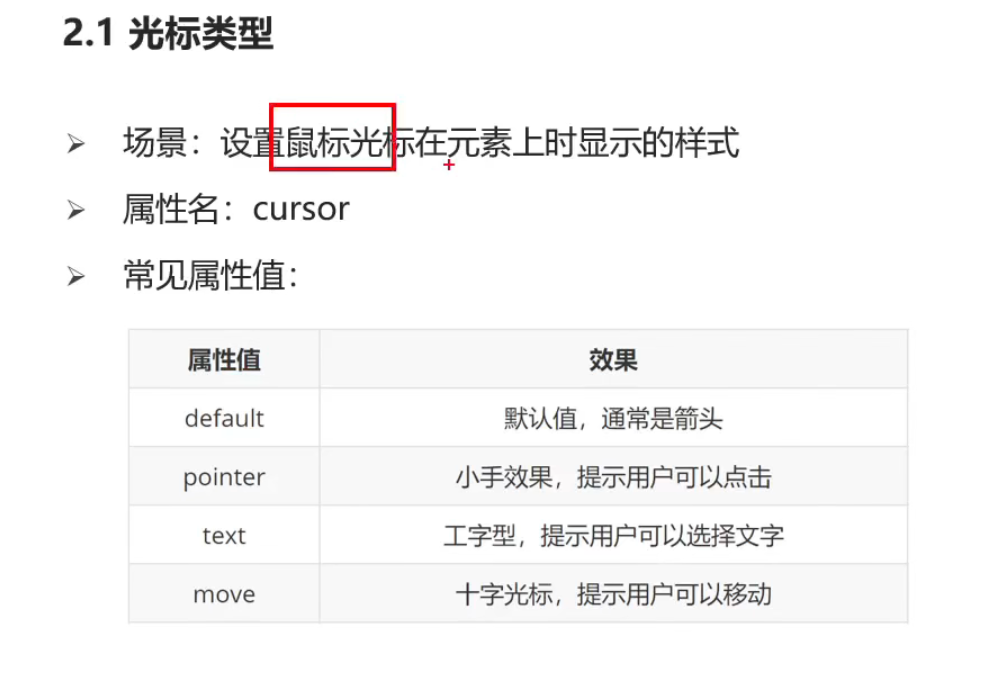 2.1 光标类型
场景：设置鼠标光标在元素上时显示的样式
属性名：cursor
常见属性值：
属性值 效果
default 默认值，通常是箭头
pointer 小手效果，提示用户可以点击
text 工字型，提示用户可以选择文字
move 十字光标，提示用户可以移动